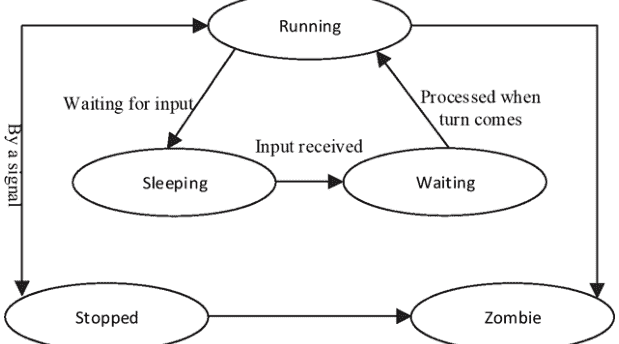 Running
Waiting for input
Processed when
turn comes
By a signal
Input received
Sleeping
Waiting
Stopped
Zombie